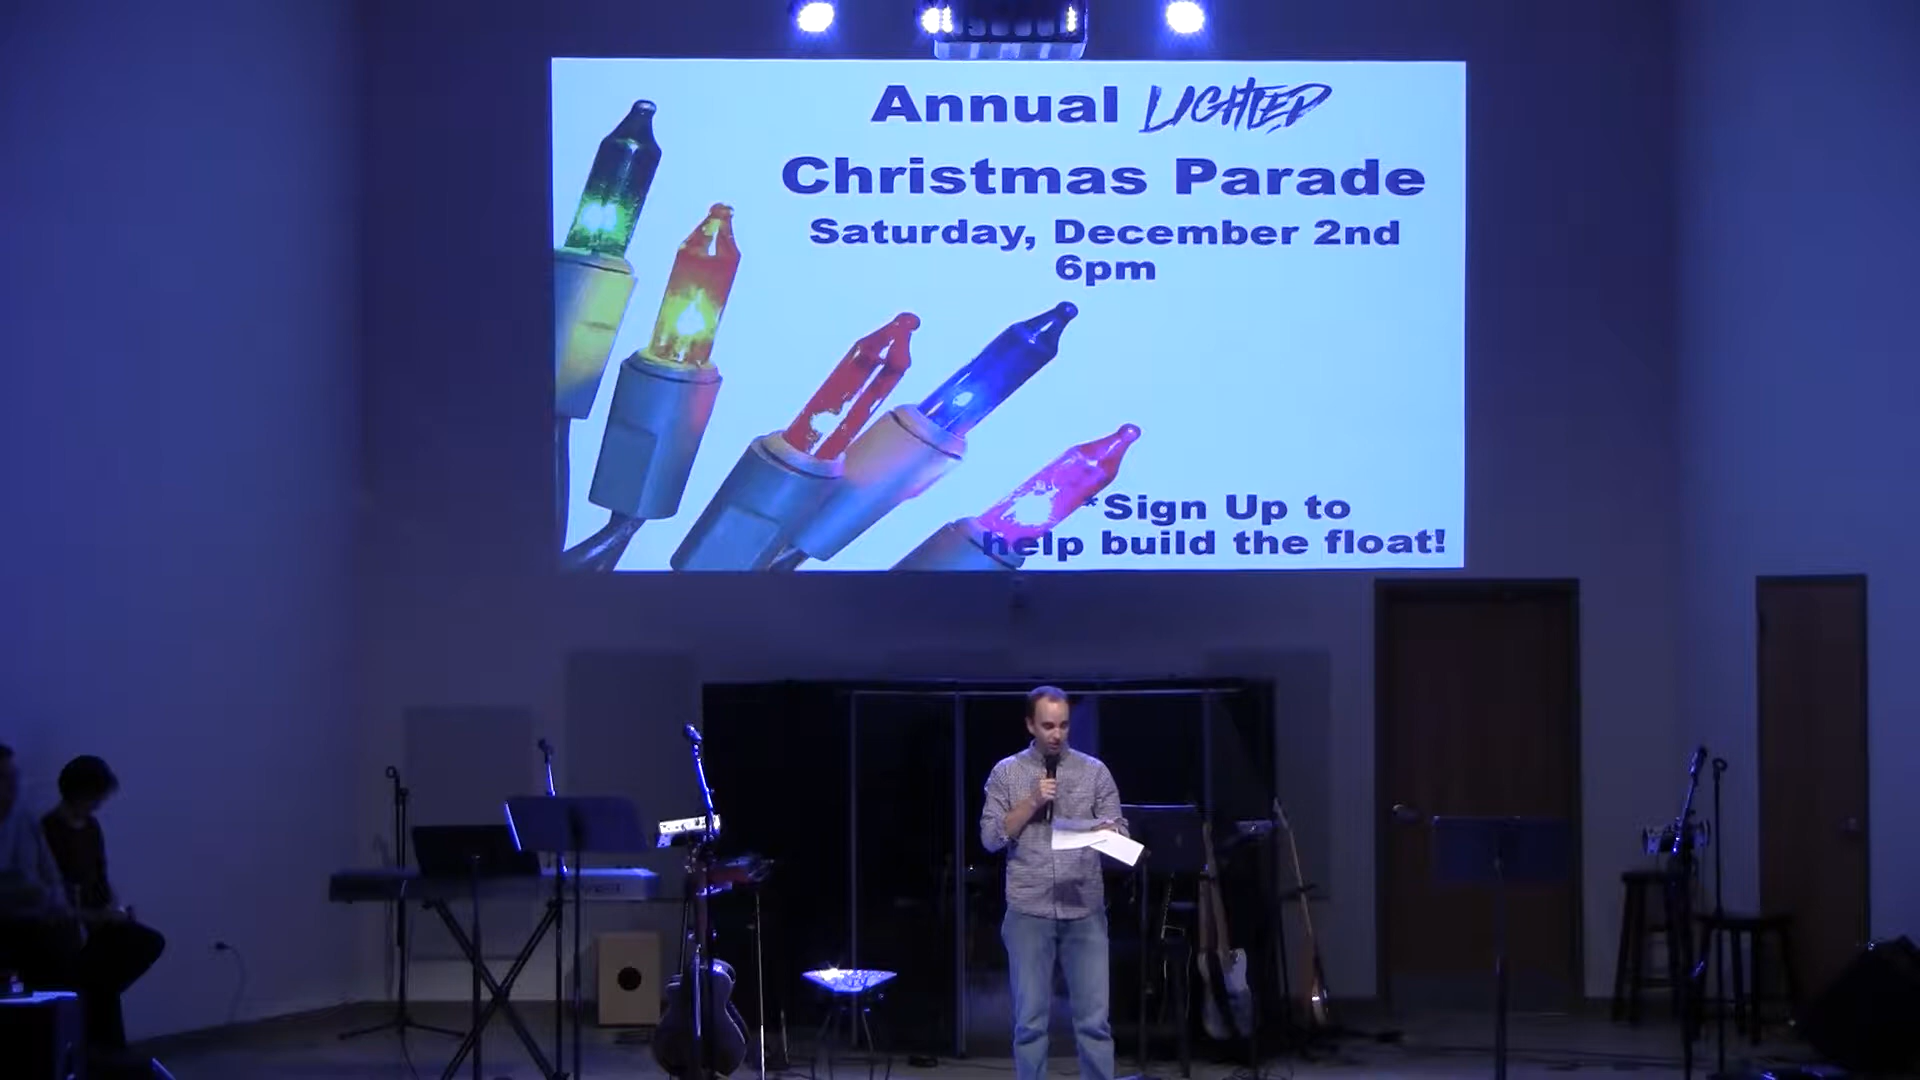 Annual LIGHTED
Christmas Parade
Saturday, December 2nd
6pm
*Sign Up to
help build the float!